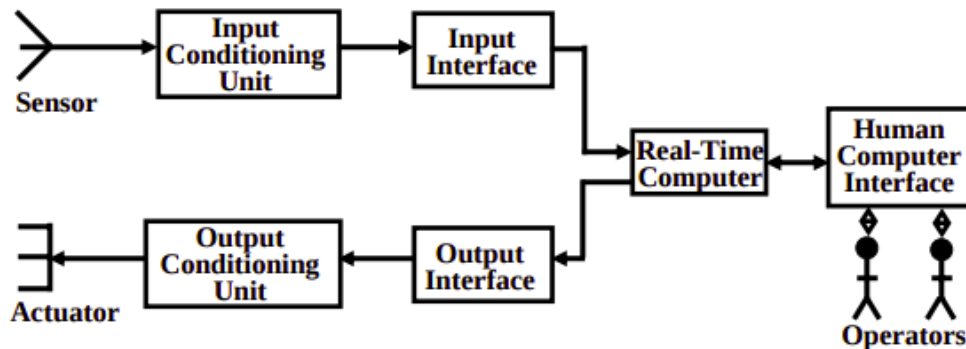 Input
Conditioning
Unit
Input
Interface
Sensor
Real-Time
Computer
Human
Computer
Interface
Output
Conditioning
Unit
Output
Interface
Actuator
Operators